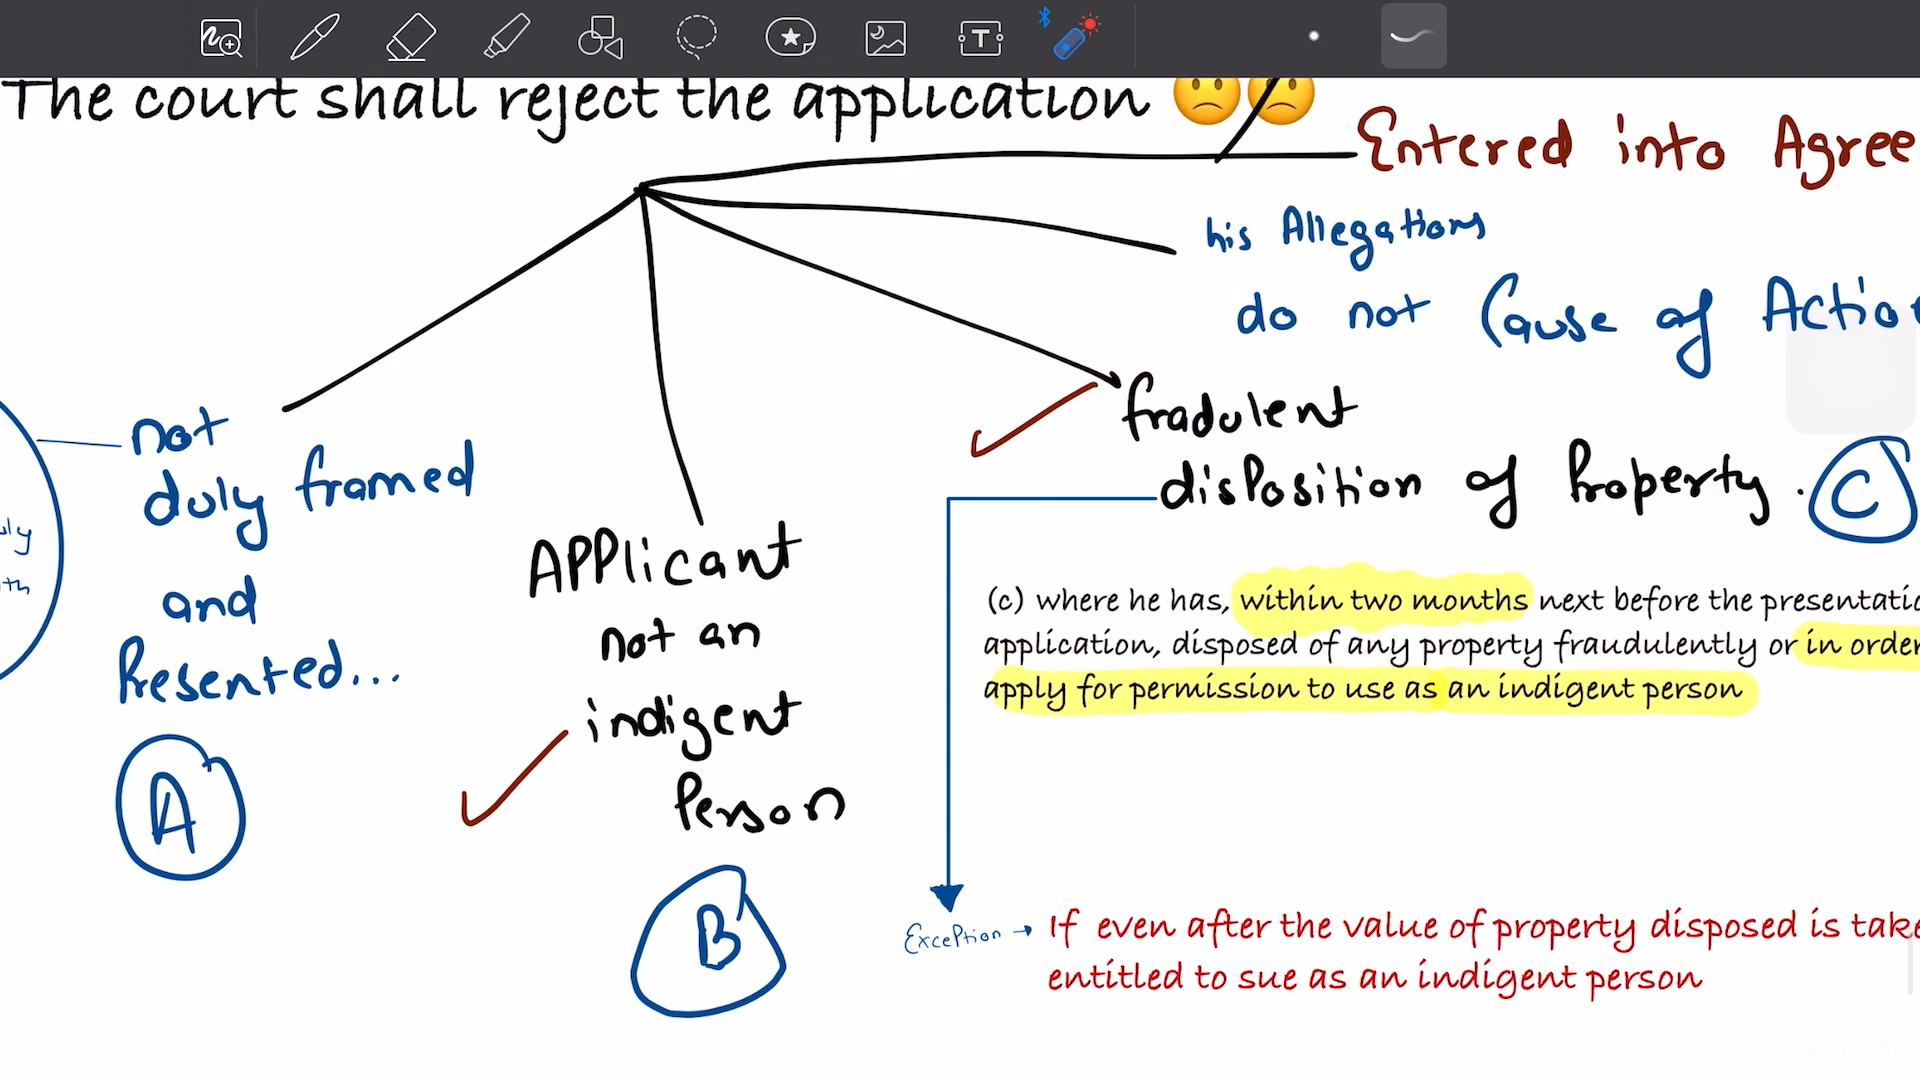 The court shall reject the application
Entered into Agree
his Allegations
do not Cause of Actio
fradulent
disposition of Property.
C
not
duly framed
and
Presented...
A
APPlicant
not an
indigent
Person
B
(c) where he has, within two months next before the presentatio
application, disposed of any property fraudulently or in order
apply for permission to use as an indigent person
Exception → If even after the value of property disposed is take
entitled to sue as an indigent person